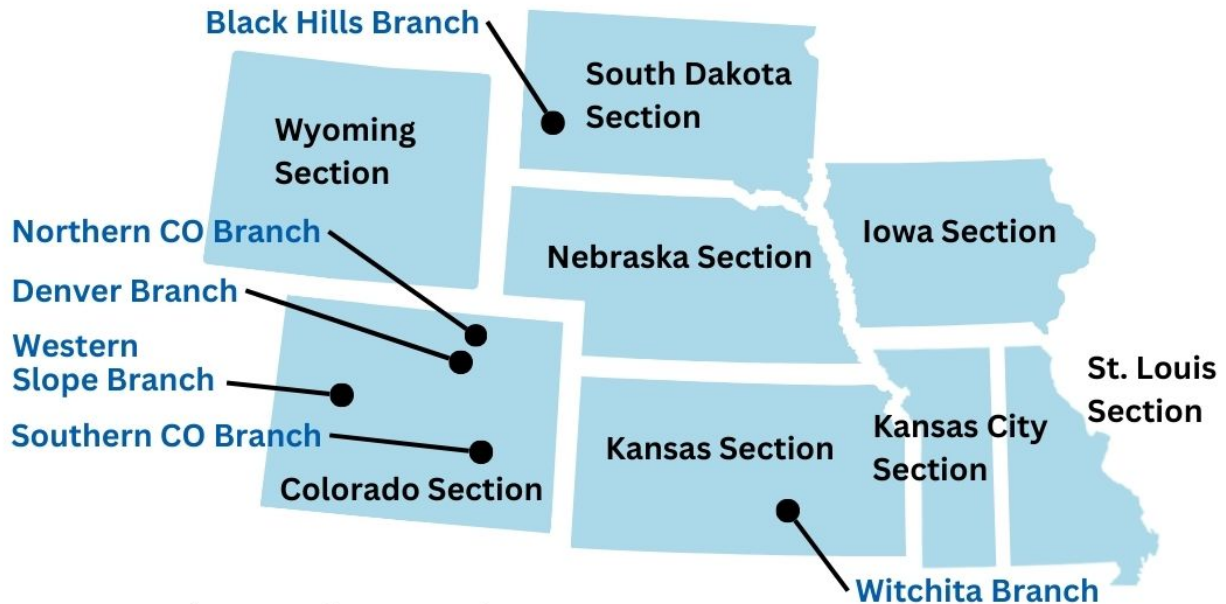 Black Hills Branch
South Dakota
Section
Wyoming
Section
Northern CO Branch
Iowa Section
Nebraska Section
Denver Branch
Western
Slope Branch
St. Louis
Section
Southern CO Branch
Kansas City
Section
Kansas Section
Colorado Section
Witchita Branch